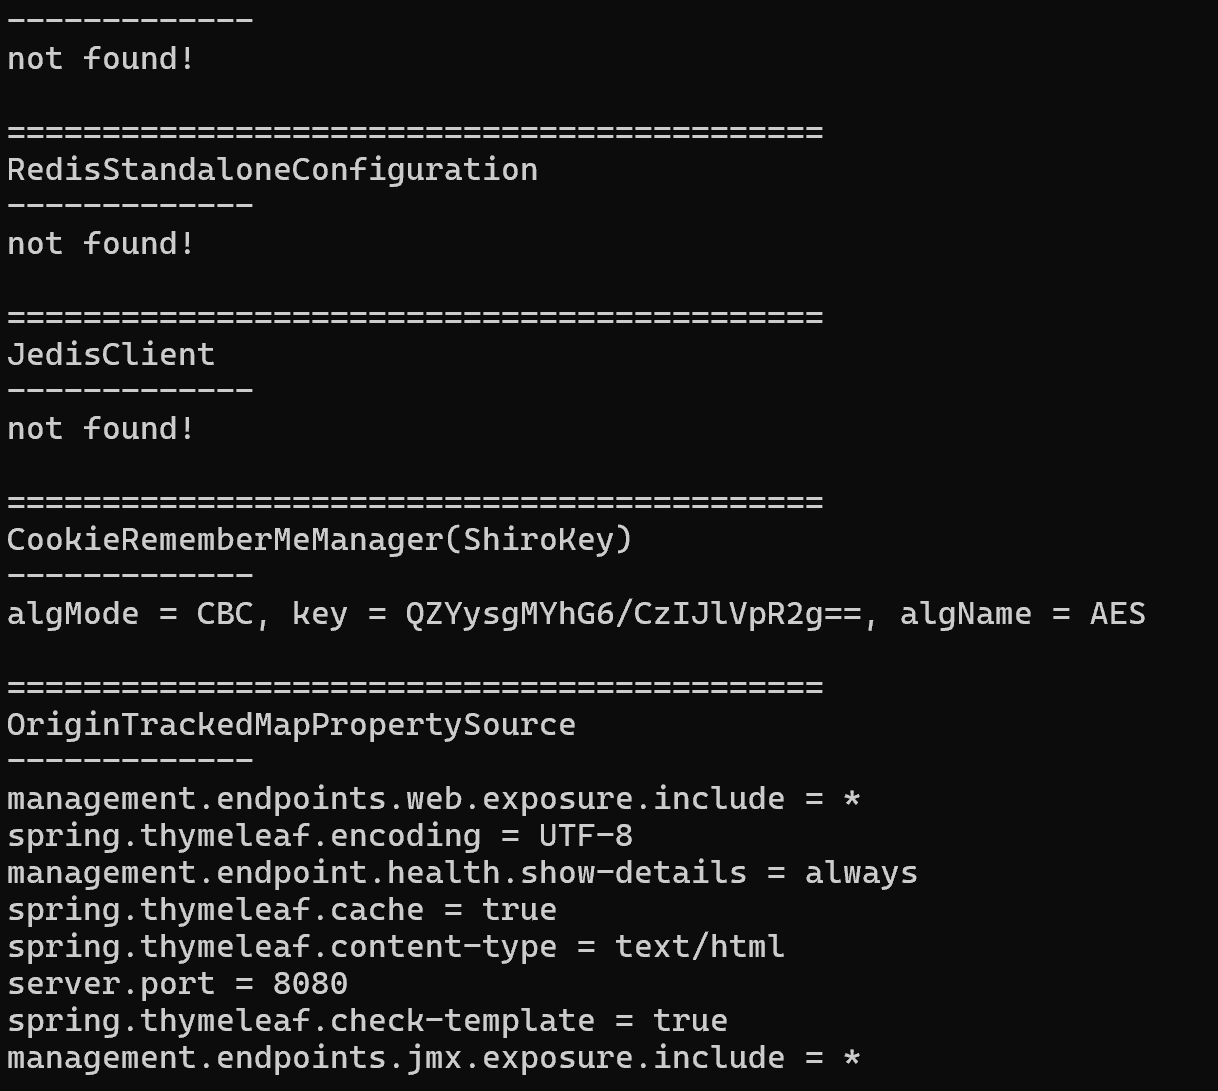 -------------
not found!
===========================================
RedisStandaloneConfiguration
-------------
not found!
===========================================
JedisClient
-------------
not found!
===========================================
CookieRememberMeManager(ShiroKey)
-------------
algMode = CBC, key = QZYysgMYhG6/CzIJlVpR2g==, algName = AES
===========================================
OriginTrackedMapPropertySource
-------------
management.endpoints.web.exposure.include = *
spring.thymeleaf.encoding = UTF-8
management.endpoint.health.show-details = always
spring.thymeleaf.cache = true
spring.thymeleaf.content-type = text/html
server.port = 8080
spring.thymeleaf.check-template = true
management.endpoints.jmx.exposure.include = *